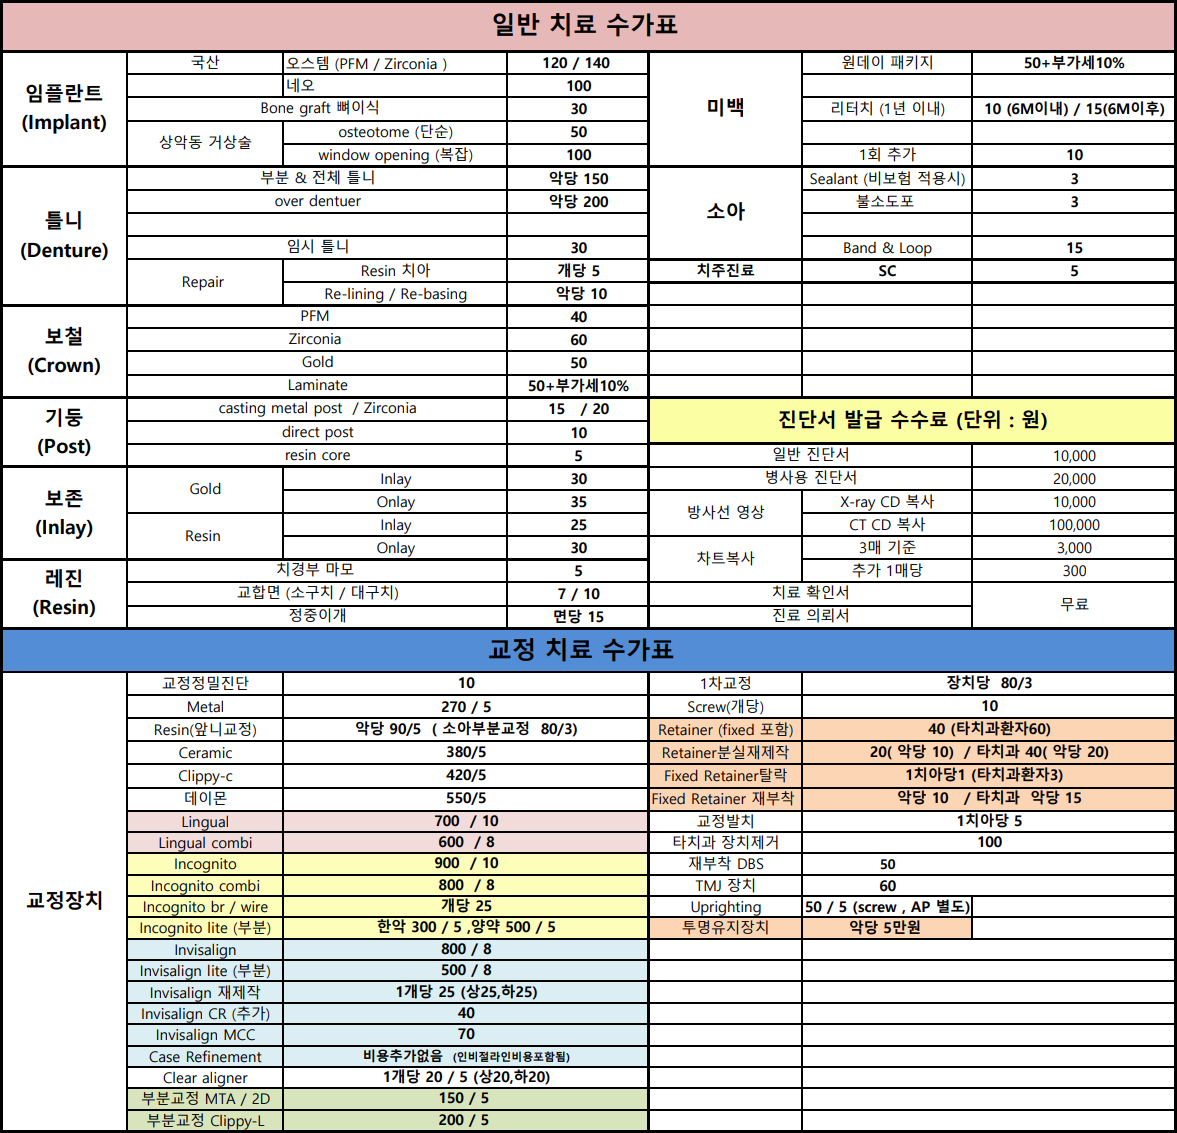 일반 치료 수가표
임플란트 (Implant)
국산 오스템 (PFM / Zirconia ) 120 / 140
네오 100
Bone graft 뼈이식 30
상악동 거상술 osteotome (단순) 50
window opening (복잡) 100
틀니 (Denture)
부분 & 전체 틀니 악당 150
over dentuer 악당 200
임시 틀니 30
Repair Resin 치아 개당 5
Re-lining / Re-basing 악당 10
보철 (Crown)
PFM 40
Zirconia 60
Gold 50
Laminate 50+부가세10%
기둥 (Post)
casting metal post / Zirconia 15 / 20
direct post 10
resin core 5
보존 (Inlay)
Gold Inlay 30
Onlay 35
Resin Inlay 25
Onlay 30
레진 (Resin)
치경부 마모 5
교합면 (소구치 / 대구치) 7 / 10
정중이개 면당 15
미백
원데이 패키지 50+부가세10%
리터치 (1년 이내) 10 (6M이내) / 15(6M이후)
1회 추가 10
소아
Sealant (비보험 적용시) 3
불소도포 3
Band & Loop 15
치주진료 SC 5
진단서 발급 수수료 (단위 : 원)
일반 진단서 10,000
병사용 진단서 20,000
방사선 영상 X-ray CD 복사 10,000
CT CD 복사 100,000
차트복사 3매 기준 3,000
추가 1매당 300
치료 확인서 무료
진료 의뢰서
교정 치료 수가표
교정장치
교정정밀진단 10
Metal 270 / 5
Resin(앞니교정) 악당 90/5 ( 소아부분교정 80/3)
Ceramic 380/5
Clippy-c 420/5
데이몬 550/5
Lingual 700 / 10
Lingual combi 600 / 8
Incognito 900 / 10
Incognito combi 800 / 8
Incognito br / wire 개당 25
Incognito lite (부분) 한악 300 / 5 ,양악 500 / 5
Invisalign 800 / 8
Invisalign lite (부분) 500 / 8
Invisalign 재제작 1개당 25 (상25,하25)
Invisalign CR (추가) 40
Invisalign MCC 70
Case Refinement 비용추가없음 (인비절라인비용포함됨)
Clear aligner 1개당 20 / 5 (상20,하20)
부분교정 MTA / 2D 150 / 5
부분교정 Clippy-L 200 / 5
1차교정 장치당 80/3
Screw(개당) 10
Retainer (fixed 포함) 40 (타치과환자60)
Retainer분실재제작 20( 악당 10) / 타치과 40( 악당 20)
Fixed Retainer탈락 1치아당1 (타치과환자3)
Fixed Retainer 재부착 악당 10 / 타치과 악당 15
교정발치 1치아당 5
타치과 장치제거 100
재부착 DBS 50
TMJ 장치 60
Uprighting 50 / 5 (screw , AP 별도)
투명유지장치 악당 5만원